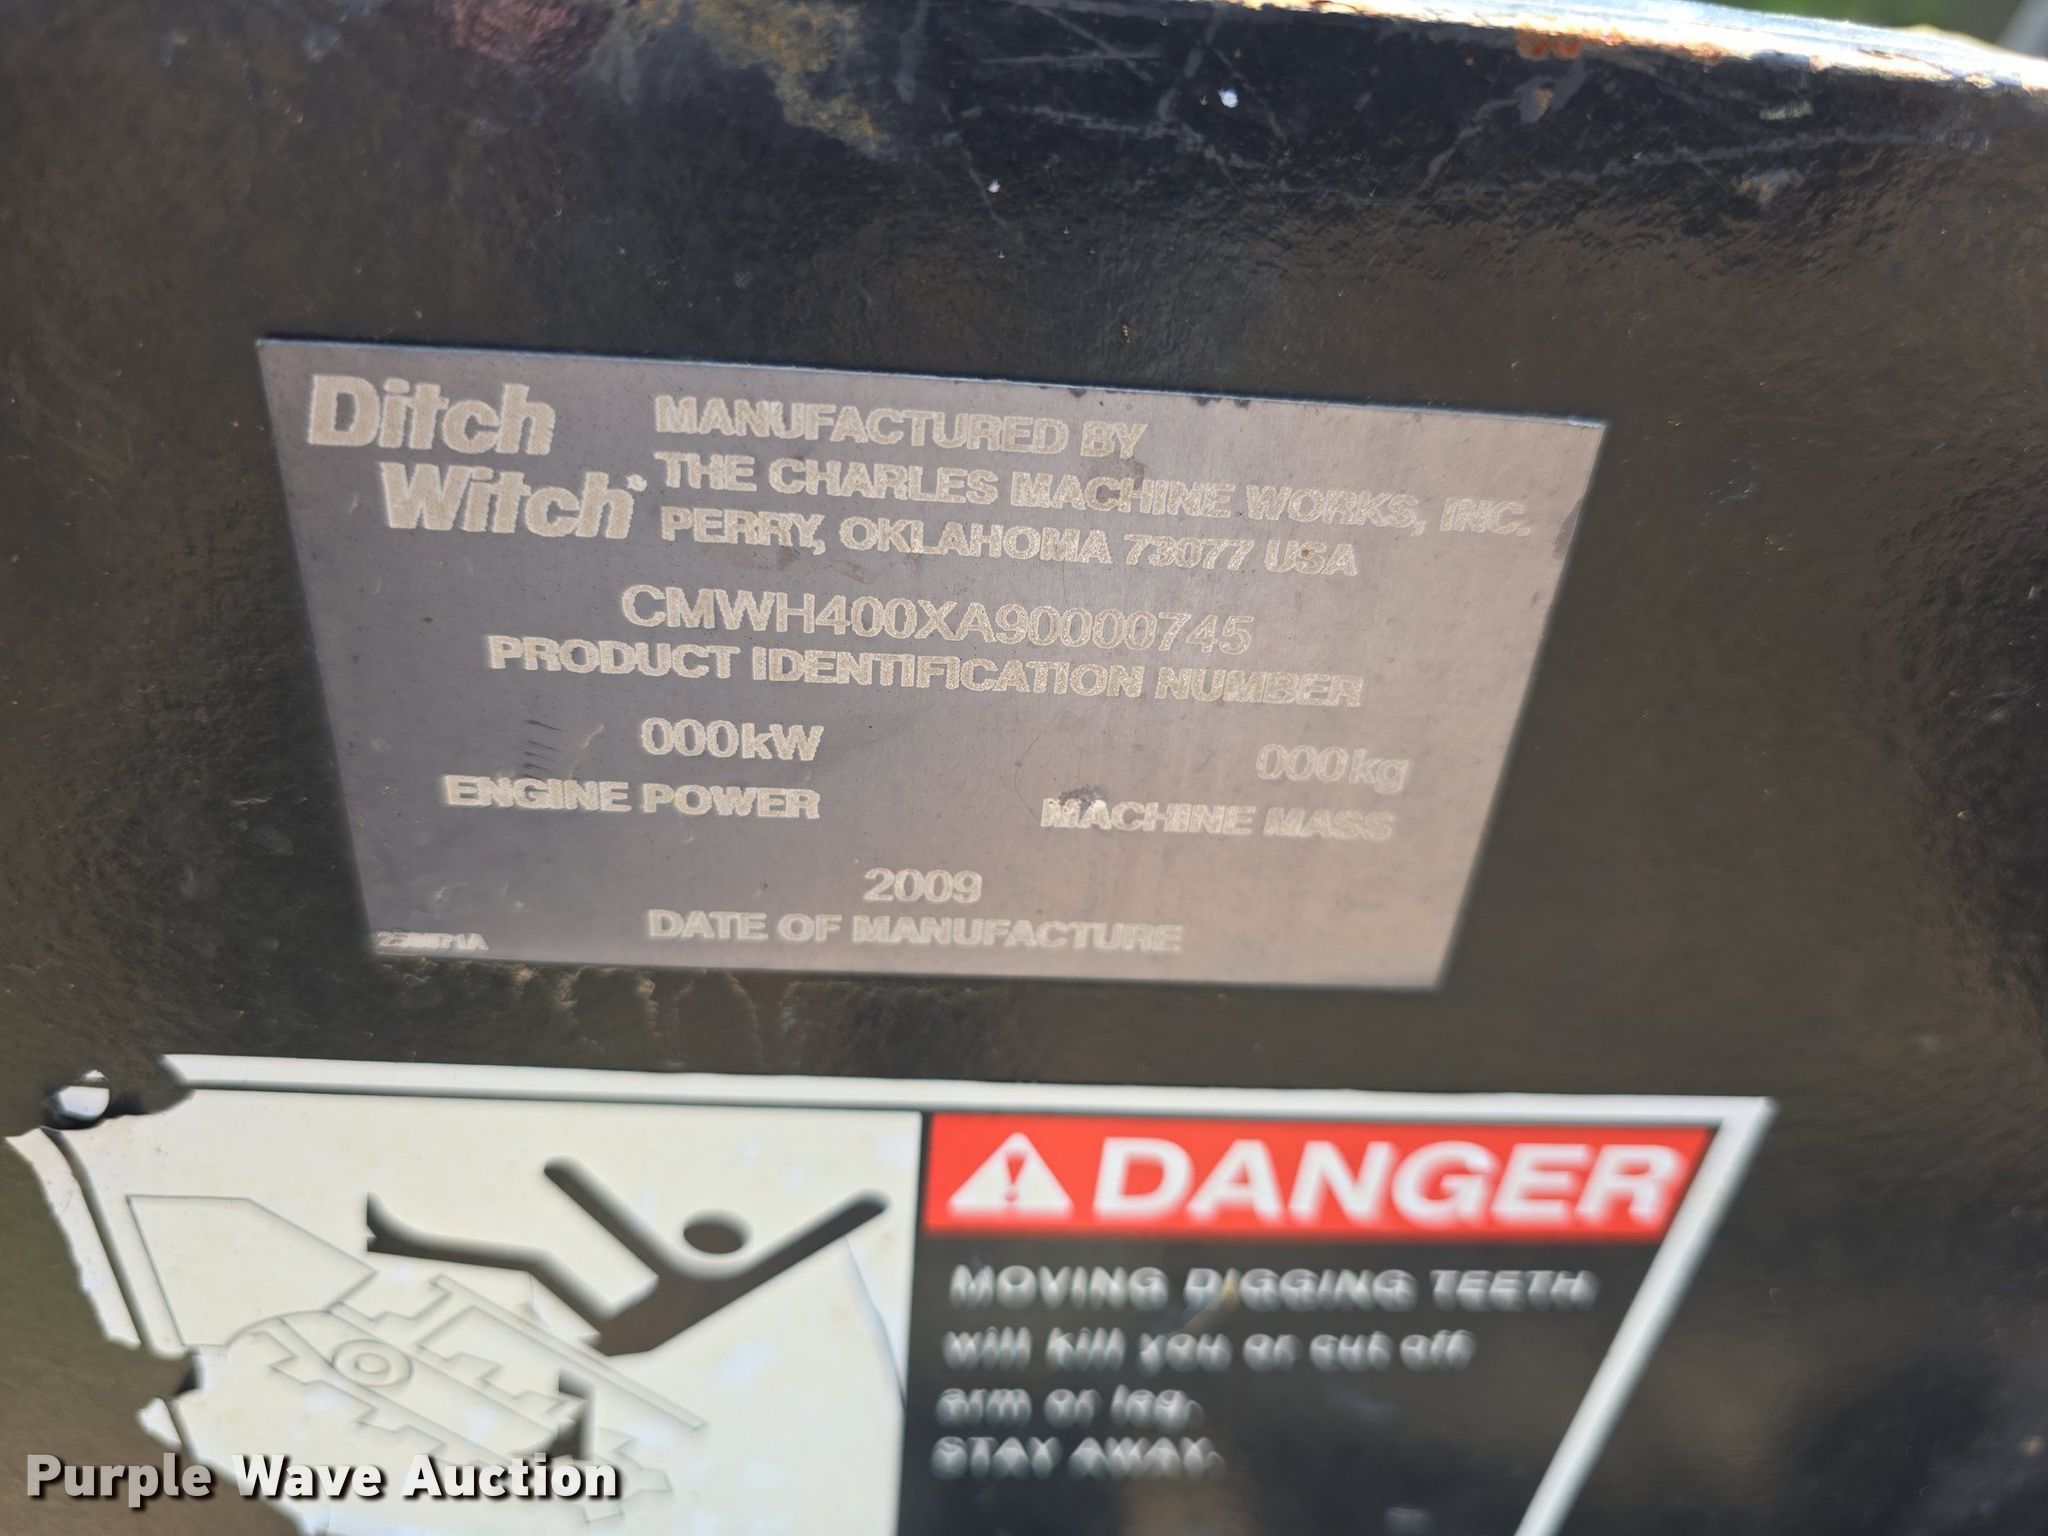 Ditch
Witch®
MANUFACTURED BY
THE CHARLES MACHINE WORKS, INC.
PERRY, OKLAHOMA 73077 USA
CMWH400XA90000745
PRODUCT IDENTIFICATION NUMBER
000kW
ENGINE POWER
000kg
MACHINE MASS
2009
DATE OF MANUFACTURE
DANGER
MOVING DIGGING TEETH
will kill you or cut off
arm or leg.
STAY AWAY.
Purple Wave Auction